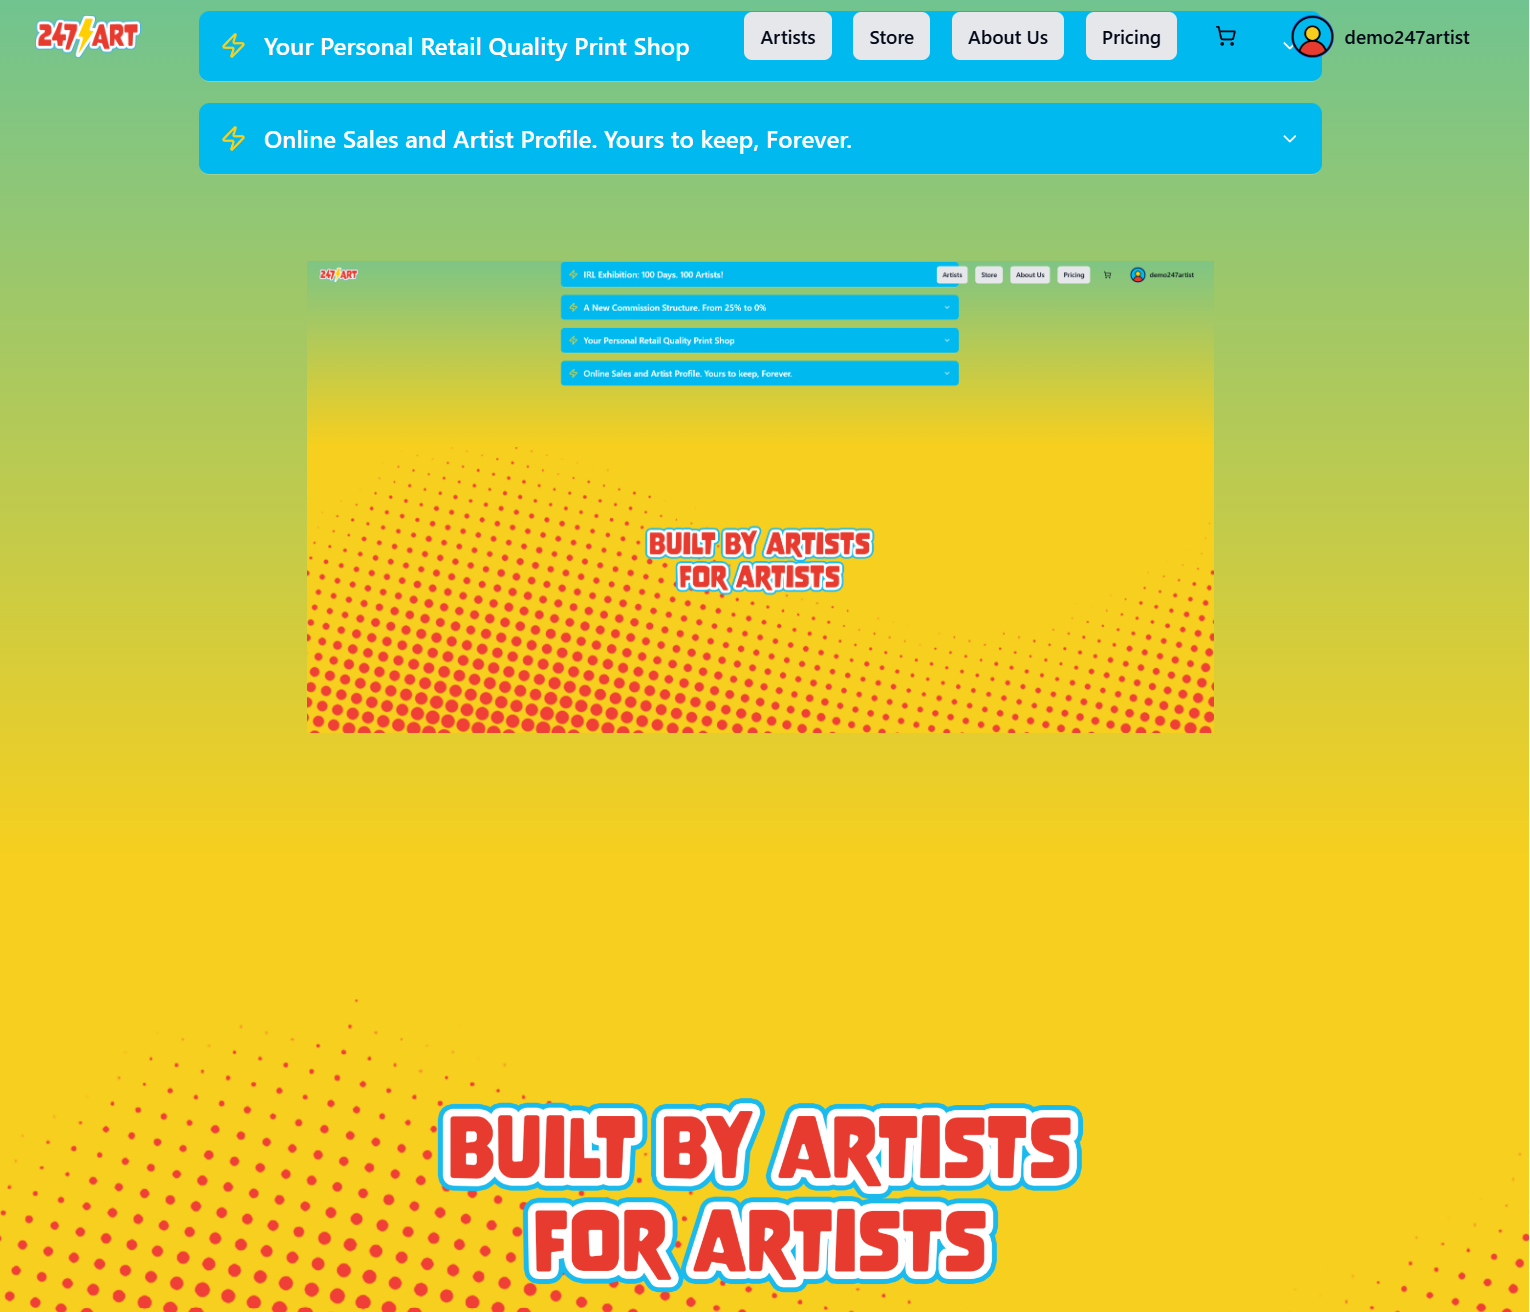 247 ART
Artists
Store
About Us
Pricing
demo247artist
Your Personal Retail Quality Print Shop
Online Sales and Artist Profile. Yours to keep, Forever.
247 ART
Artists
Store
About Us
Pricing
demo247artist
IRL Exhibition: 100 Days. 100 Artists!
A New Commission Structure. From 25% to 0%
Your Personal Retail Quality Print Shop
Online Sales and Artist Profile. Yours to keep, Forever.
BUILT BY ARTISTS
FOR ARTISTS
BUILT BY ARTISTS
FOR ARTISTS